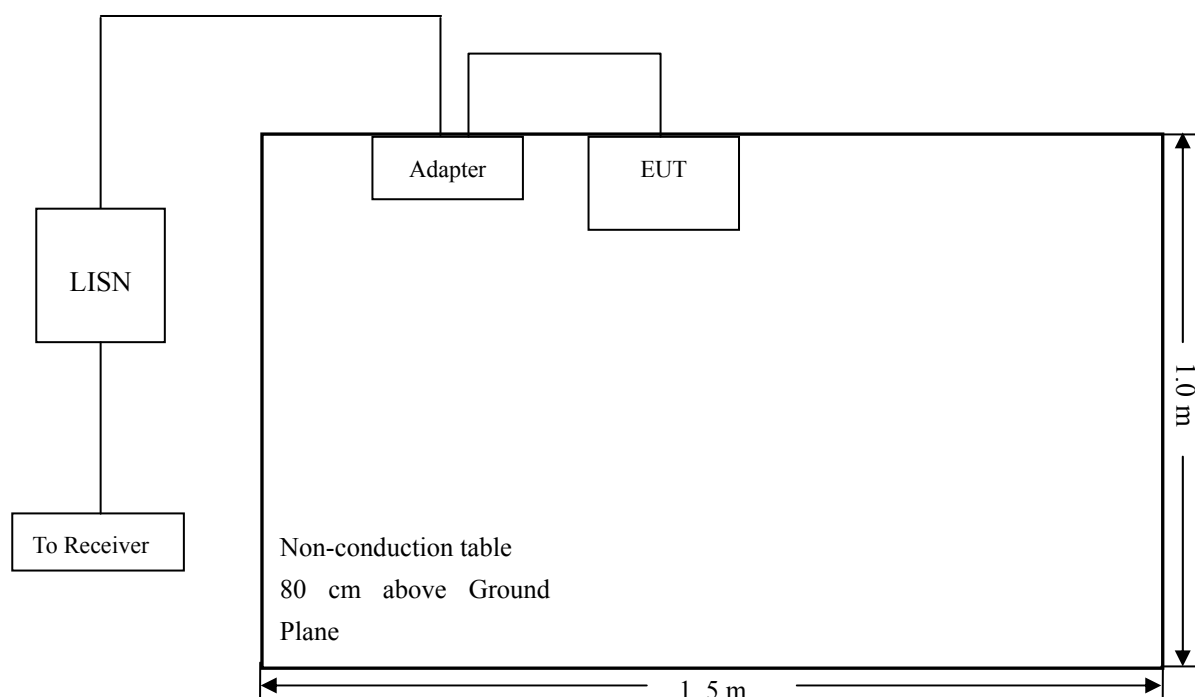 Adapter
EUT
LISN
1.0 m
To Receiver
Non-conduction table
80 cm above Ground
Plane
1. 5 m